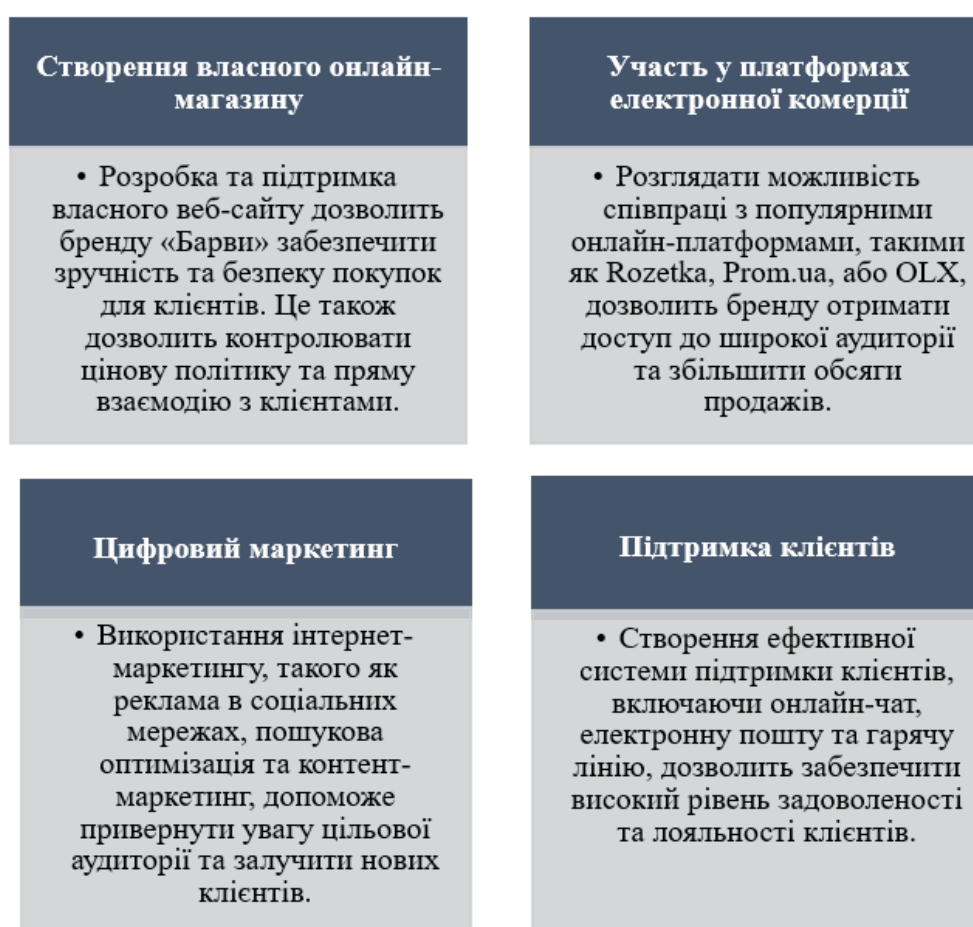 Створення власного онлайн-
магазину
• Розробка та підтримка
власного веб-сайту дозволить
бренду «Барви» забезпечити
зручність та безпеку покупок
для клієнтів. Це також
дозволить контролювати
цінову політику та пряму
взаємодію з клієнтами.
Участь у платформах
електронної комерції
• Розглядати можливість
співпраці з популярними
онлайн-платформами, такими
як Rozetka, Prom.ua, або OLX,
дозволить бренду отримати
доступ до широкої аудиторії
та збільшити обсяги
продажів.
Цифровий маркетинг
• Використання інтернет-
маркетингу, такого як
реклама в соціальних
мережах, пошукова
оптимізація та контент-
маркетинг, допоможе
привернути увагу цільової
аудиторії та залучити нових
клієнтів.
Підтримка клієнтів
• Створення ефективної
системи підтримки клієнтів,
включаючи онлайн-чат,
електронну пошту та гарячу
лінію, дозволить забезпечити
високий рівень задоволеності
та лояльності клієнтів.